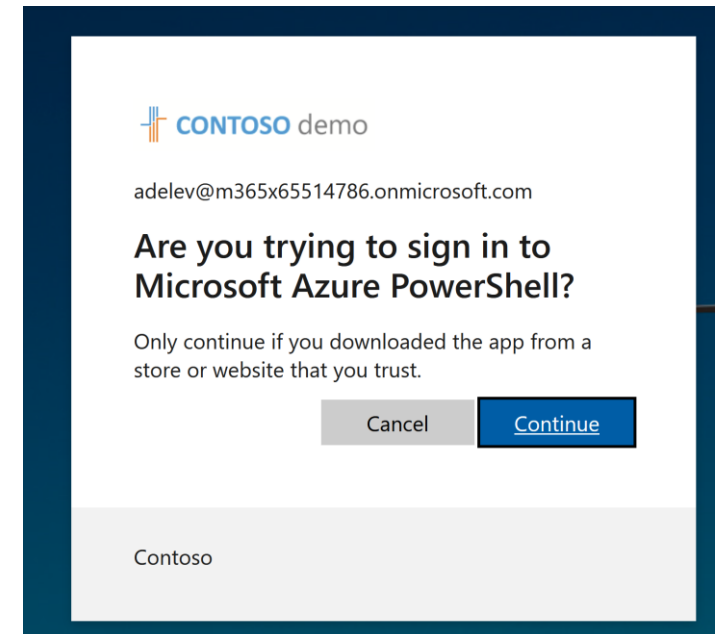 CONTOSO demo
adelev@m365x65514786.onmicrosoft.com
Are you trying to sign in to
Microsoft Azure PowerShell?
Only continue if you downloaded the app from a
store or website that you trust.
Cancel Continue
Contoso